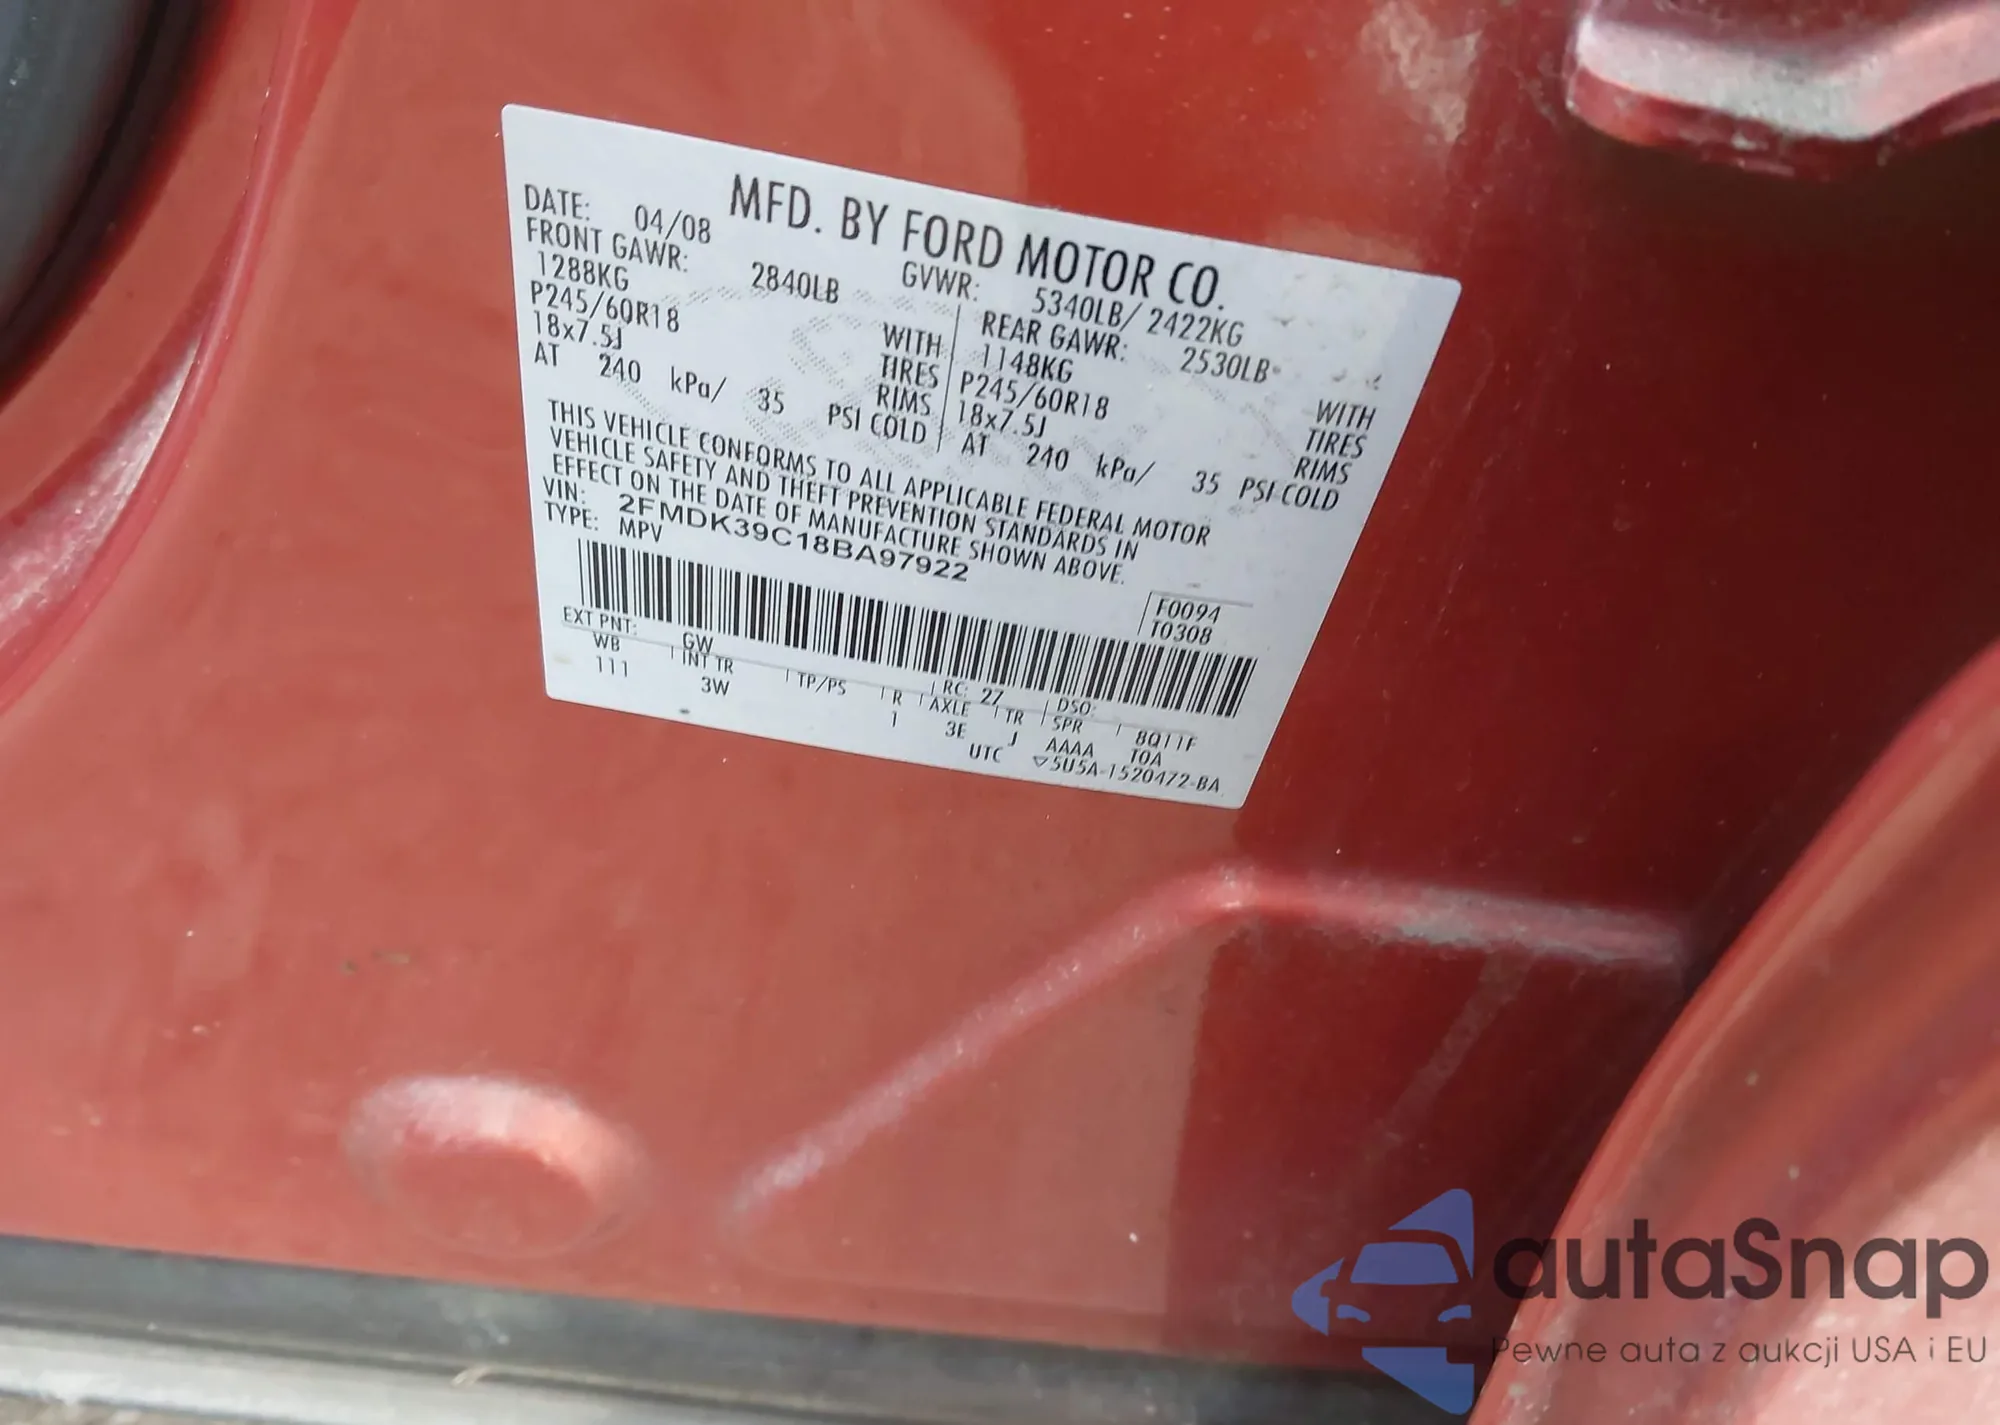 MFD. BY FORD MOTOR CO.
DATE: 04/08 GVWR: 5340LB/ 2422KG
FRONT GAWR: 2840LB REAR GAWR: 2530LB
1288KG WITH 1148KG WITH
P245/60R18 TIRES P245/60R18 TIRES
18x7.5J RIMS 18x7.5J RIMS
AT 240 kPa/ 35 PSI COLD AT 240 kPa/ 35 PSI COLD
THIS VEHICLE CONFORMS TO ALL APPLICABLE FEDERAL MOTOR
VEHICLE SAFETY AND THEFT PREVENTION STANDARDS IN
EFFECT ON THE DATE OF MANUFACTURE SHOWN ABOVE.
VIN: 2FMDK39C18BA97922
TYPE: MPV
F0094
T0308
EXT PNT: GW RC: 27 DSO:
WB INT TR TP/PS R AXLE TR SPR 8Q11F
111 3W 1 3E J AAAA TOA
UTC ▽5U5A-1520472-BA
autaSnap
Pewne auta z aukcji USA i EU